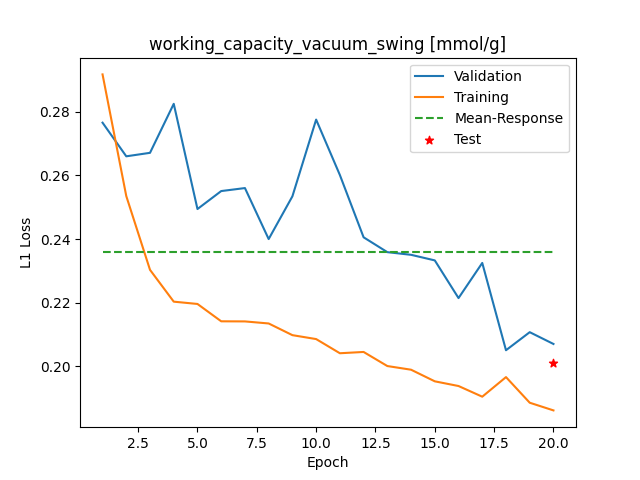 working_capacity_vacuum_swing [mmol/g]
Validation
Training
Mean-Response
Test
L1 Loss
0.28
0.26
0.24
0.22
0.20
2.5 5.0 7.5 10.0 12.5 15.0 17.5 20.0
Epoch